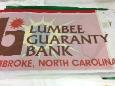 LUMBEE
GUARANTY
BANK
MBROKE, NORTH CAROLINA